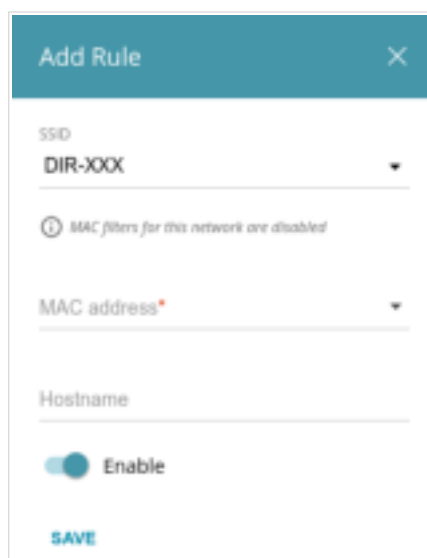 Add Rule
SSID
DIR-XXX
MAC filters for this network are disabled
MAC address*
Hostname
Enable
SAVE